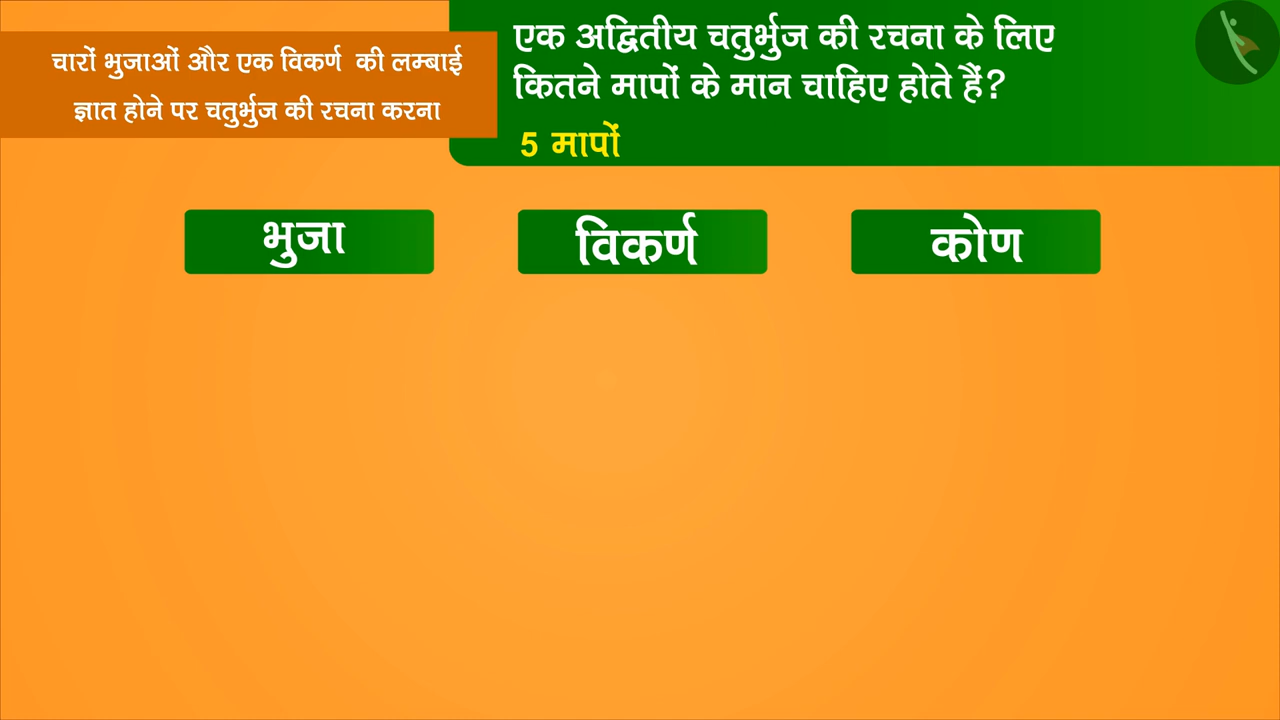 चारों भुजाओं और एक विकर्ण की लम्बाई
ज्ञात होने पर चतुर्भुज की रचना करना
एक अद्वितीय चतुर्भुज की रचना के लिए
कितने मापों के मान चाहिए होते हैं?
5 मापों
भुजा
विकर्ण
कोण